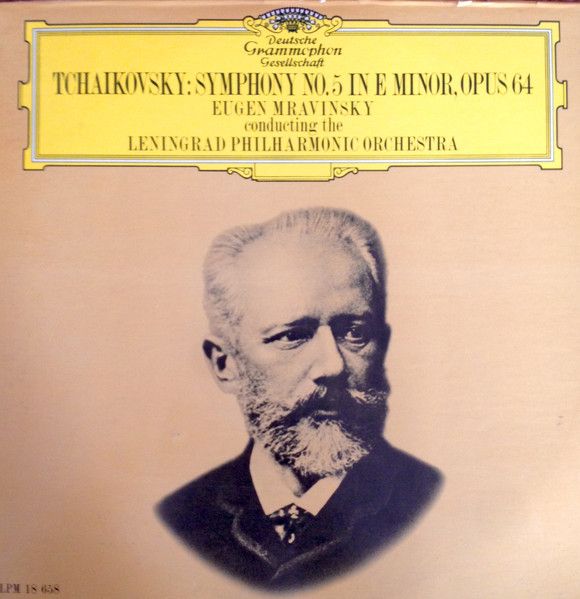 Deutsche
Grammophon
Gesellschaft
TCHAIKOVSKY: SYMPHONY NO. 5 IN E MINOR, OPUS 64
EUGEN MRAVINSKY
conducting the
LENINGRAD PHILHARMONIC ORCHESTRA
LPM 18 658